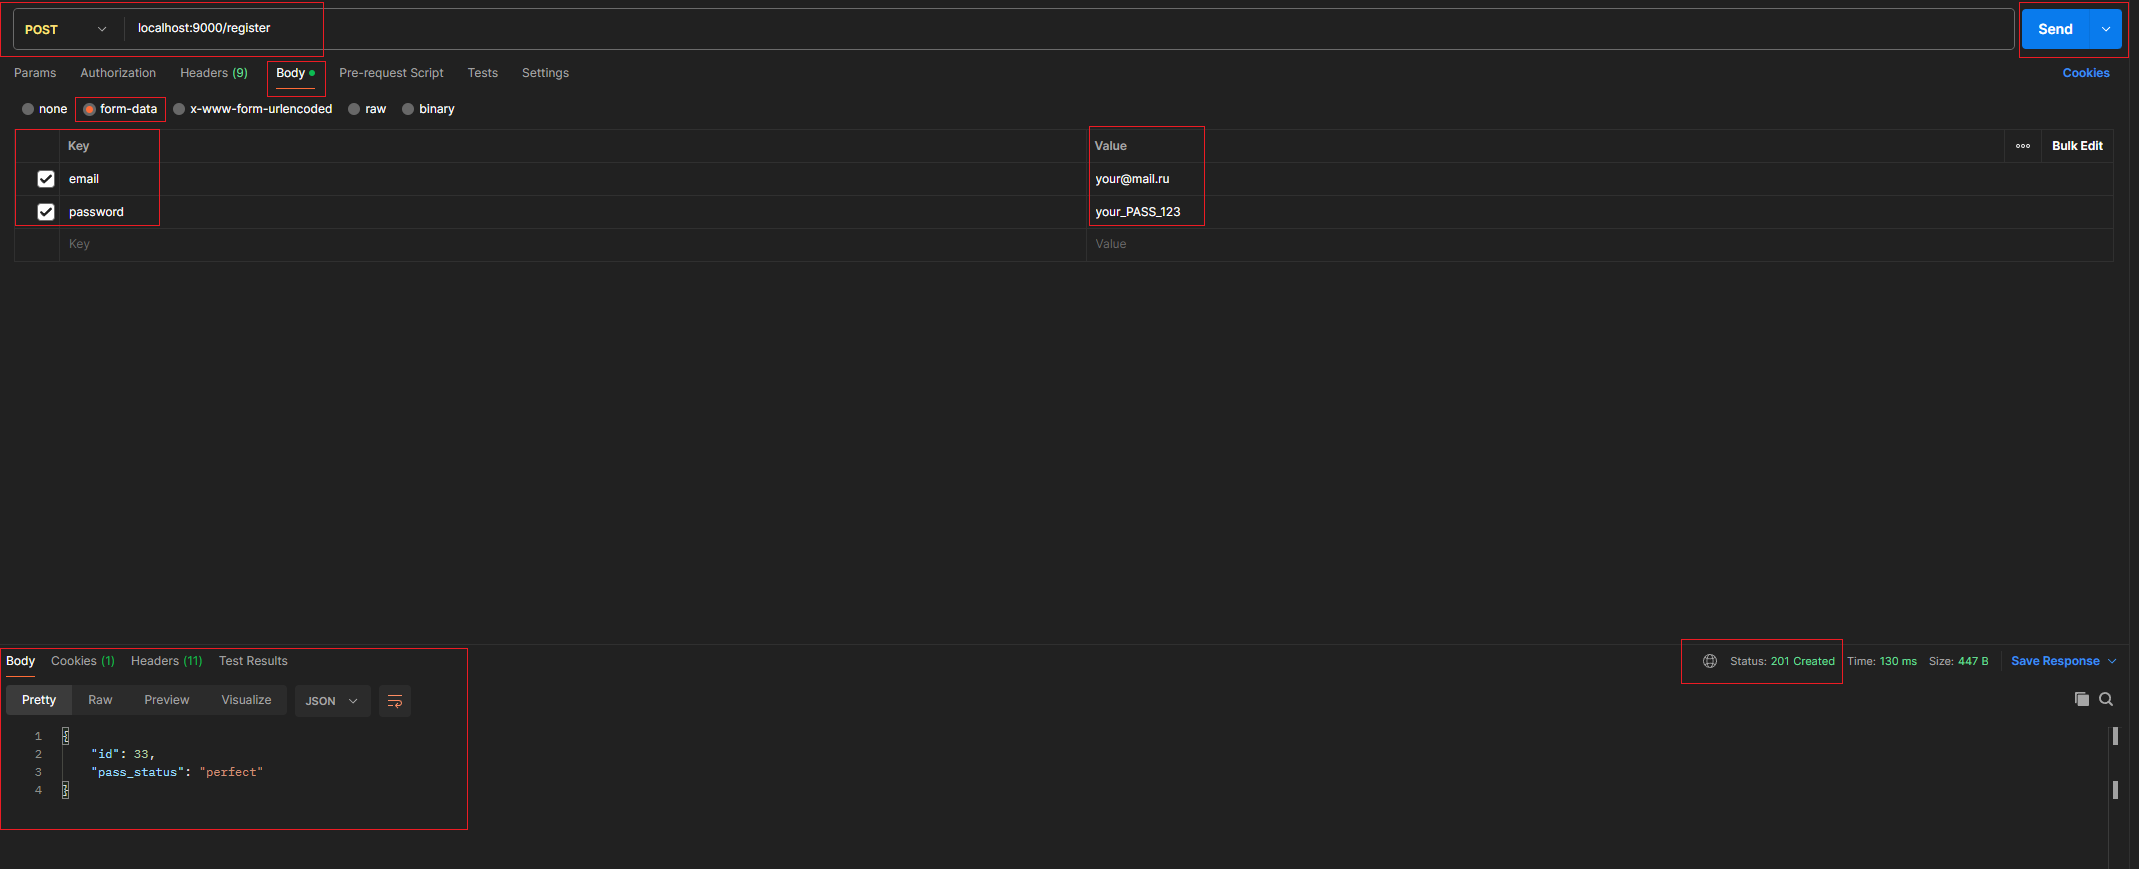 POST localhost:9000/register Send
Params Authorization Headers (9) Body Pre-request Script Tests Settings Cookies
none form-data x-www-form-urlencoded raw binary
Key Value Bulk Edit
email your@mail.ru
password your_PASS_123
Key Value
Body Cookies (1) Headers (11) Test Results Status: 201 Created Time: 130 ms Size: 447 B Save Response
Pretty Raw Preview Visualize JSON
1 {
2 "id": 33,
3 "pass_status": "perfect"
4 }